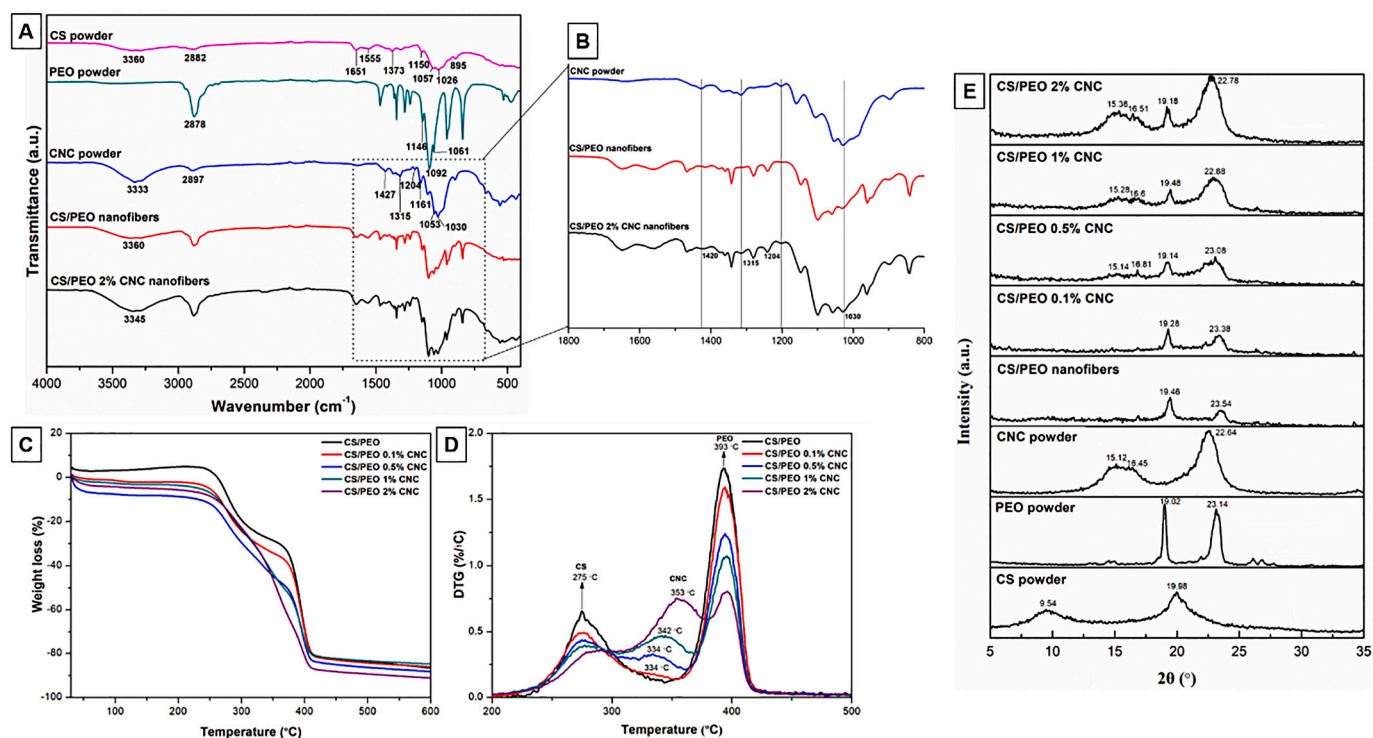 A
CS powder
3360
2882
1651
1555
1373
1150
1057
1026
895
PEO powder
2878
1146
1061
1092
CNC powder
3333
2897
1427
1315
1204
1161
1053
1030
CS/PEO nanofibers
3360
CS/PEO 2% CNC nanofibers
3345
Transmittance (a.u.)
4000 3500 3000 2500 2000 1500 1000 500
Wavenumber (cm⁻¹)
B
CNC powder
CS/PEO nanofibers
CS/PEO 2% CNC nanofibers
1420
1315
1204
1030
1800 1600 1400 1200 1000 800
E
CS/PEO 2% CNC
15.36
16.51
19.18
22.78
CS/PEO 1% CNC
15.28
16.6
19.48
22.88
CS/PEO 0.5% CNC
15.14
16.81
19.14
23.08
CS/PEO 0.1% CNC
19.28
23.38
CS/PEO nanofibers
19.46
23.54
CNC powder
15.12
16.45
22.64
PEO powder
19.02
23.14
CS powder
9.54
19.98
Intensity (a.u.)
5 10 15 20 25 30 35
2θ (°)
C
CS/PEO
CS/PEO 0.1% CNC
CS/PEO 0.5% CNC
CS/PEO 1% CNC
CS/PEO 2% CNC
Weight loss (%)
20
0
-20
-40
-60
-80
-100
100 200 300 400 500 600
Temperature (°C)
D
PEO
393 °C
CS
275 °C
CNC
353 °C
342 °C
334 °C
334 °C
CS/PEO
CS/PEO 0.1% CNC
CS/PEO 0.5% CNC
CS/PEO 1% CNC
CS/PEO 2% CNC
DTG (%/°C)
2.0
1.5
1.0
0.5
0.0
200 300 400 500
Temperature (°C)